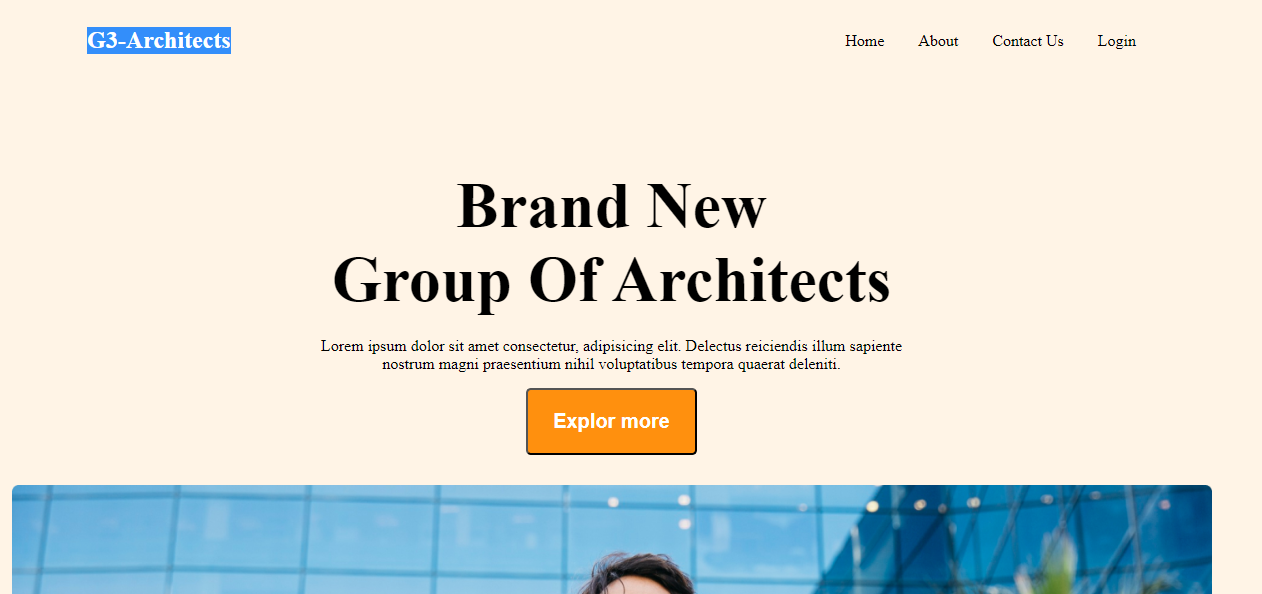 G3-Architects
Home About Contact Us Login
Brand New
Group Of Architects
Lorem ipsum dolor sit amet consectetur, adipisicing elit. Delectus reiciendis illum sapiente
nostrum magni praesentium nihil voluptatibus tempora quaerat deleniti.
Explor more